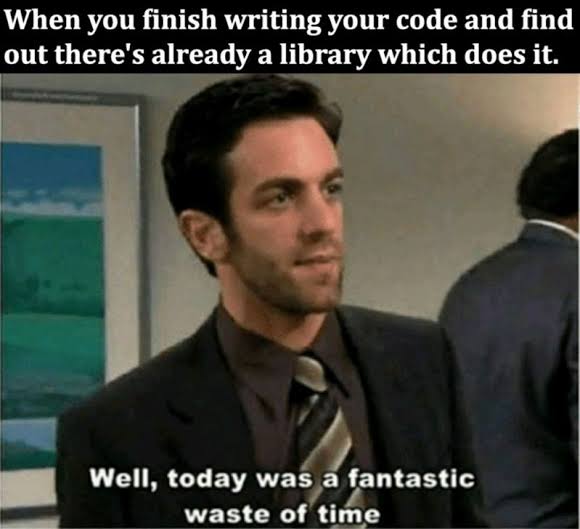 When you finish writing your code and find
out there's already a library which does it.
Well, today was a fantastic
waste of time